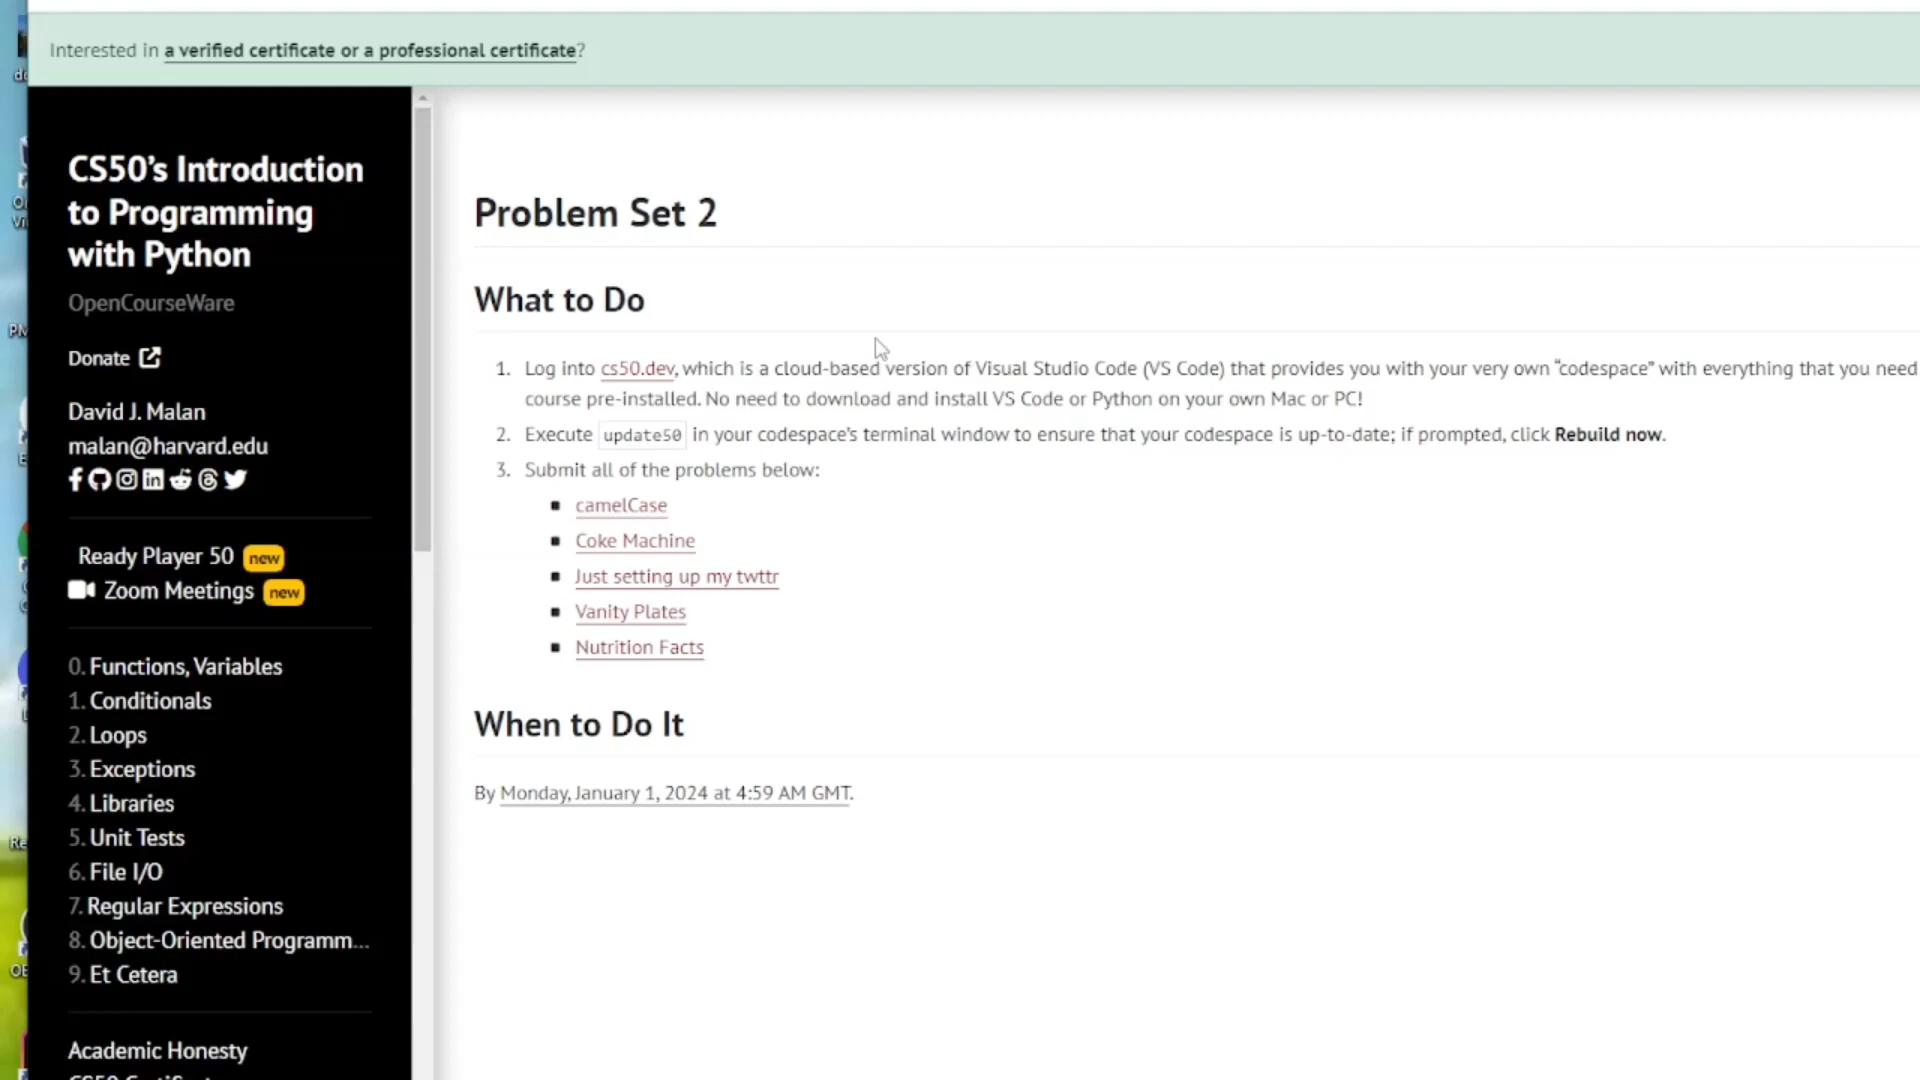 Interested in a verified certificate or a professional certificate?
CS50's Introduction
to Programming
with Python
OpenCourseWare
Donate
David J. Malan
malan@harvard.edu
Ready Player 50 new
Zoom Meetings new
0. Functions, Variables
1. Conditionals
2. Loops
3. Exceptions
4. Libraries
5. Unit Tests
6. File I/O
7. Regular Expressions
8. Object-Oriented Programm...
9. Et Cetera
Academic Honesty
Problem Set 2
What to Do
1. Log into cs50.dev, which is a cloud-based version of Visual Studio Code (VS Code) that provides you with your very own “codespace” with everything that you need
course pre-installed. No need to download and install VS Code or Python on your own Mac or PC!
2. Execute update50 in your codespace's terminal window to ensure that your codespace is up-to-date; if prompted, click Rebuild now.
3. Submit all of the problems below:
camelCase
Coke Machine
Just setting up my twttr
Vanity Plates
Nutrition Facts
When to Do It
By Monday, January 1, 2024 at 4:59 AM GMT.